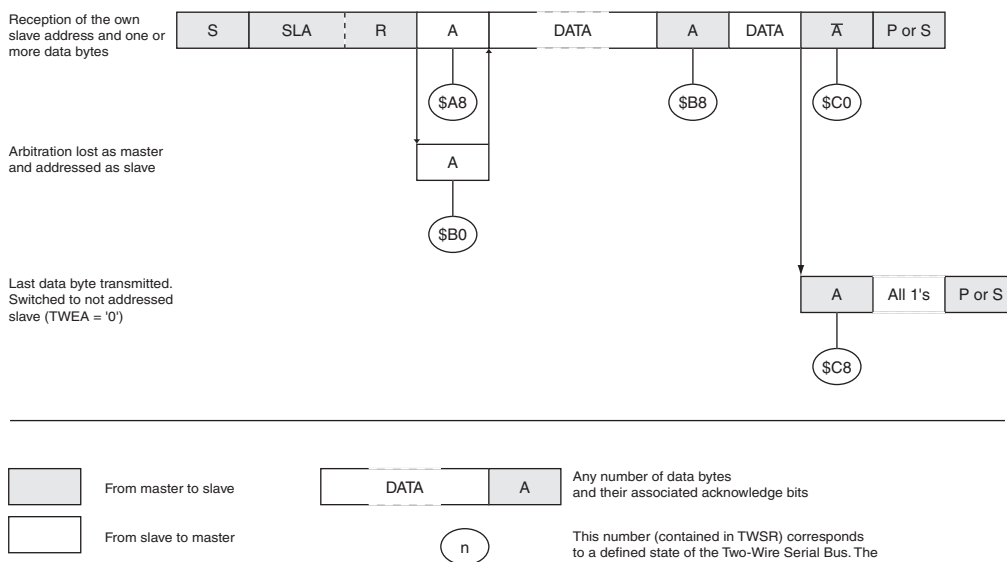 Reception of the own
slave address and one or
more data bytes
S SLA R A DATA A DATA A̅ P or S
$A8 $B8 $C0
Arbitration lost as master
and addressed as slave
A
$B0
Last data byte transmitted.
Switched to not addressed
slave (TWEA = '0')
A All 1's P or S
$C8
From master to slave
DATA A
Any number of data bytes
and their associated acknowledge bits
From slave to master
n
This number (contained in TWSR) corresponds
to a defined state of the Two-Wire Serial Bus. The